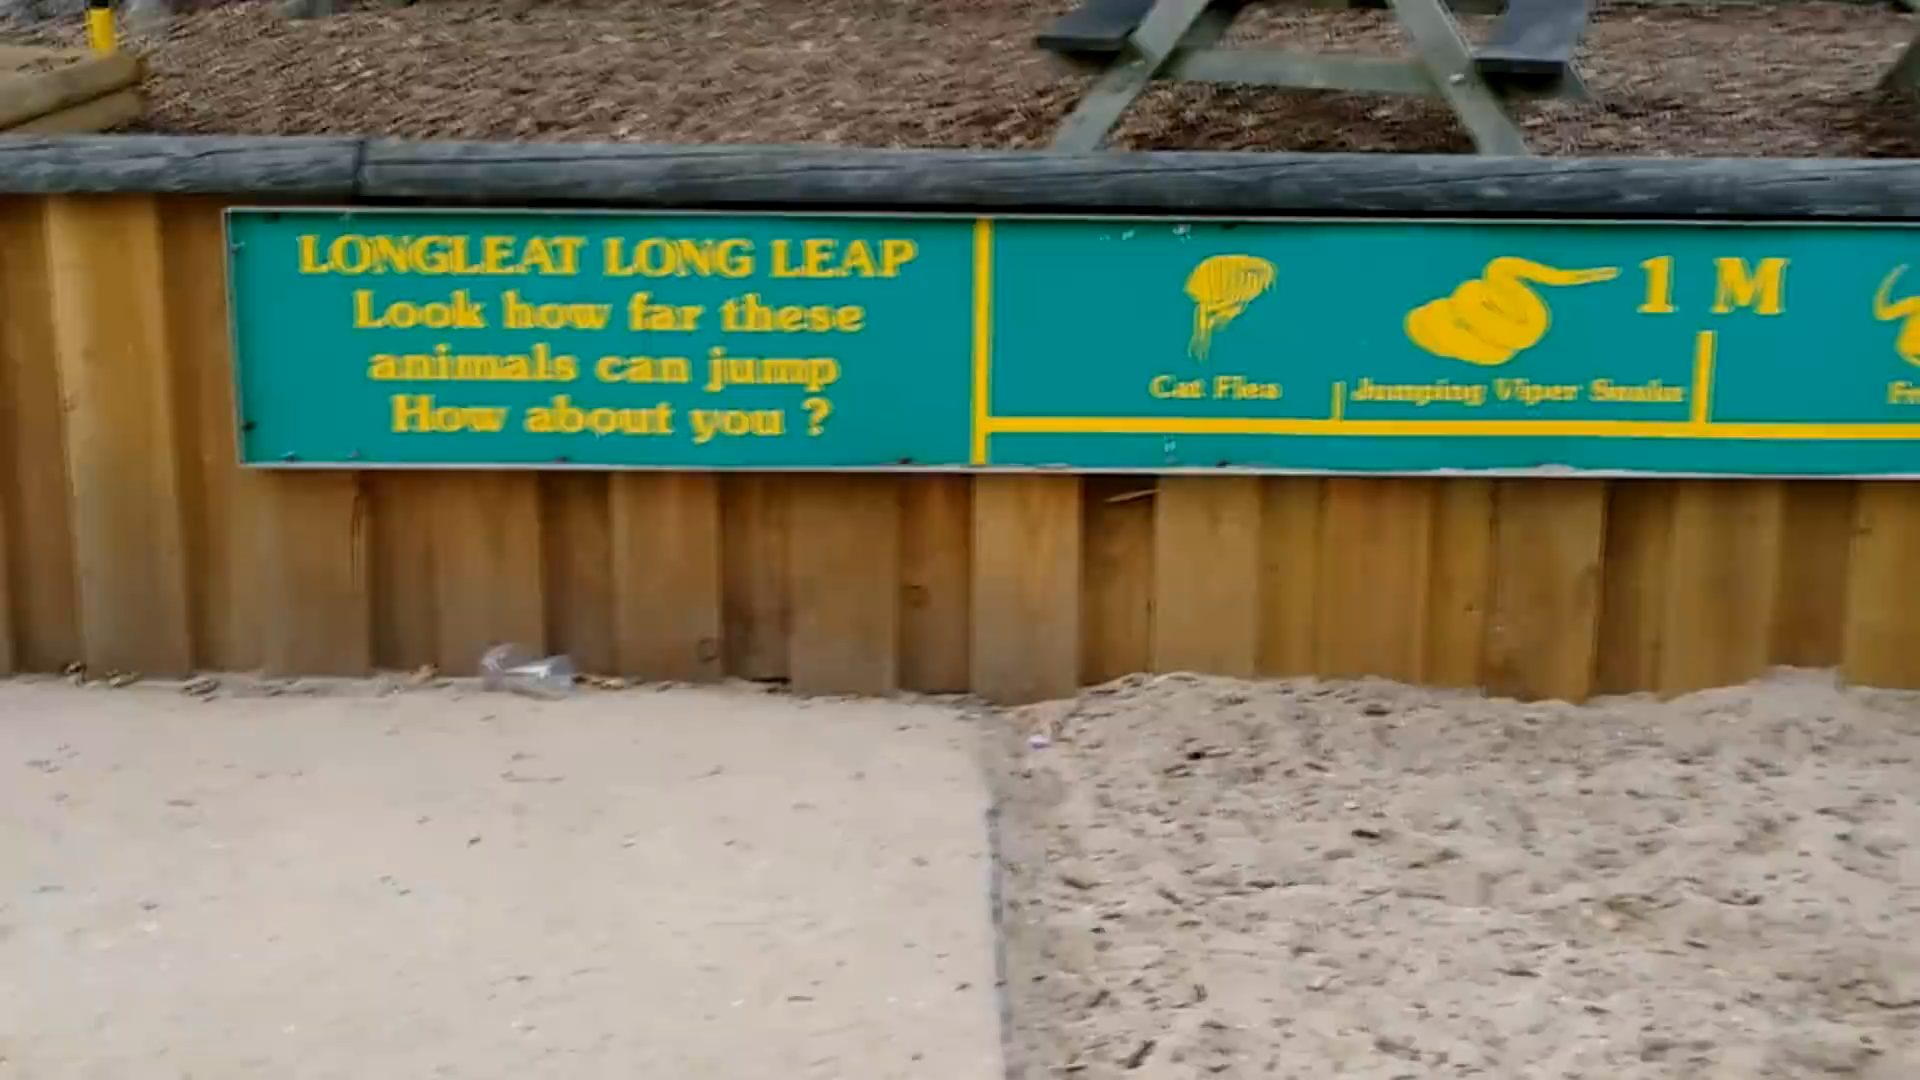 LONGLEAT LONG LEAP
Look how far these
animals can jump
How about you ?
1 M
Cat Flea
Jumping Viper Snake